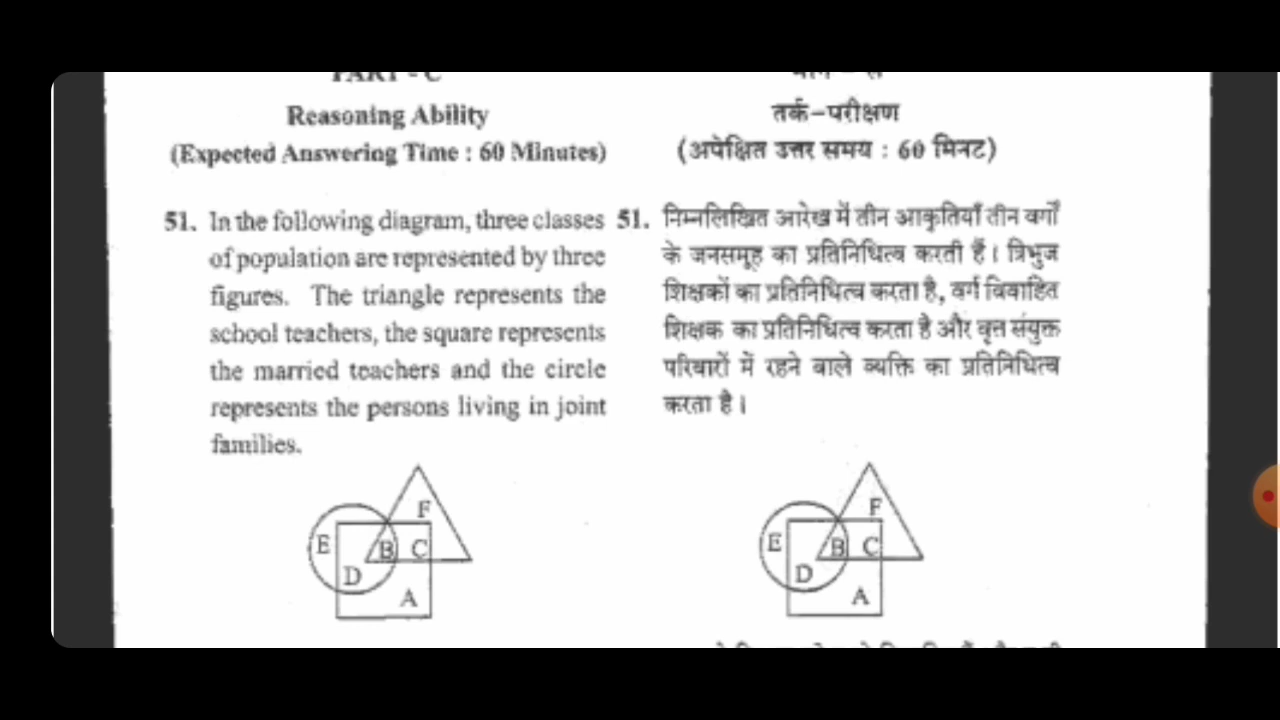 PART - C
Reasoning Ability
(Expected Answering Time : 60 Minutes)
51. In the following diagram, three classes
of population are represented by three
figures. The triangle represents the
school teachers, the square represents
the married teachers and the circle
represents the persons living in joint
families.
F
E
B
C
D
A
तर्क–परीक्षण
(अपेक्षित उत्तर समय : 60 मिनट)
51. निम्नलिखित आरेख में तीन आकृतियाँ तीन वर्गों
के जनसमूह का प्रतिनिधित्व करती हैं। त्रिभुज
शिक्षकों का प्रतिनिधित्व करता है, वर्ग विवाहित
शिक्षक का प्रतिनिधित्व करता है और वृत्त संयुक्त
परिवारों में रहने वाले व्यक्ति का प्रतिनिधित्व
करता है।
F
E
B
C
D
A